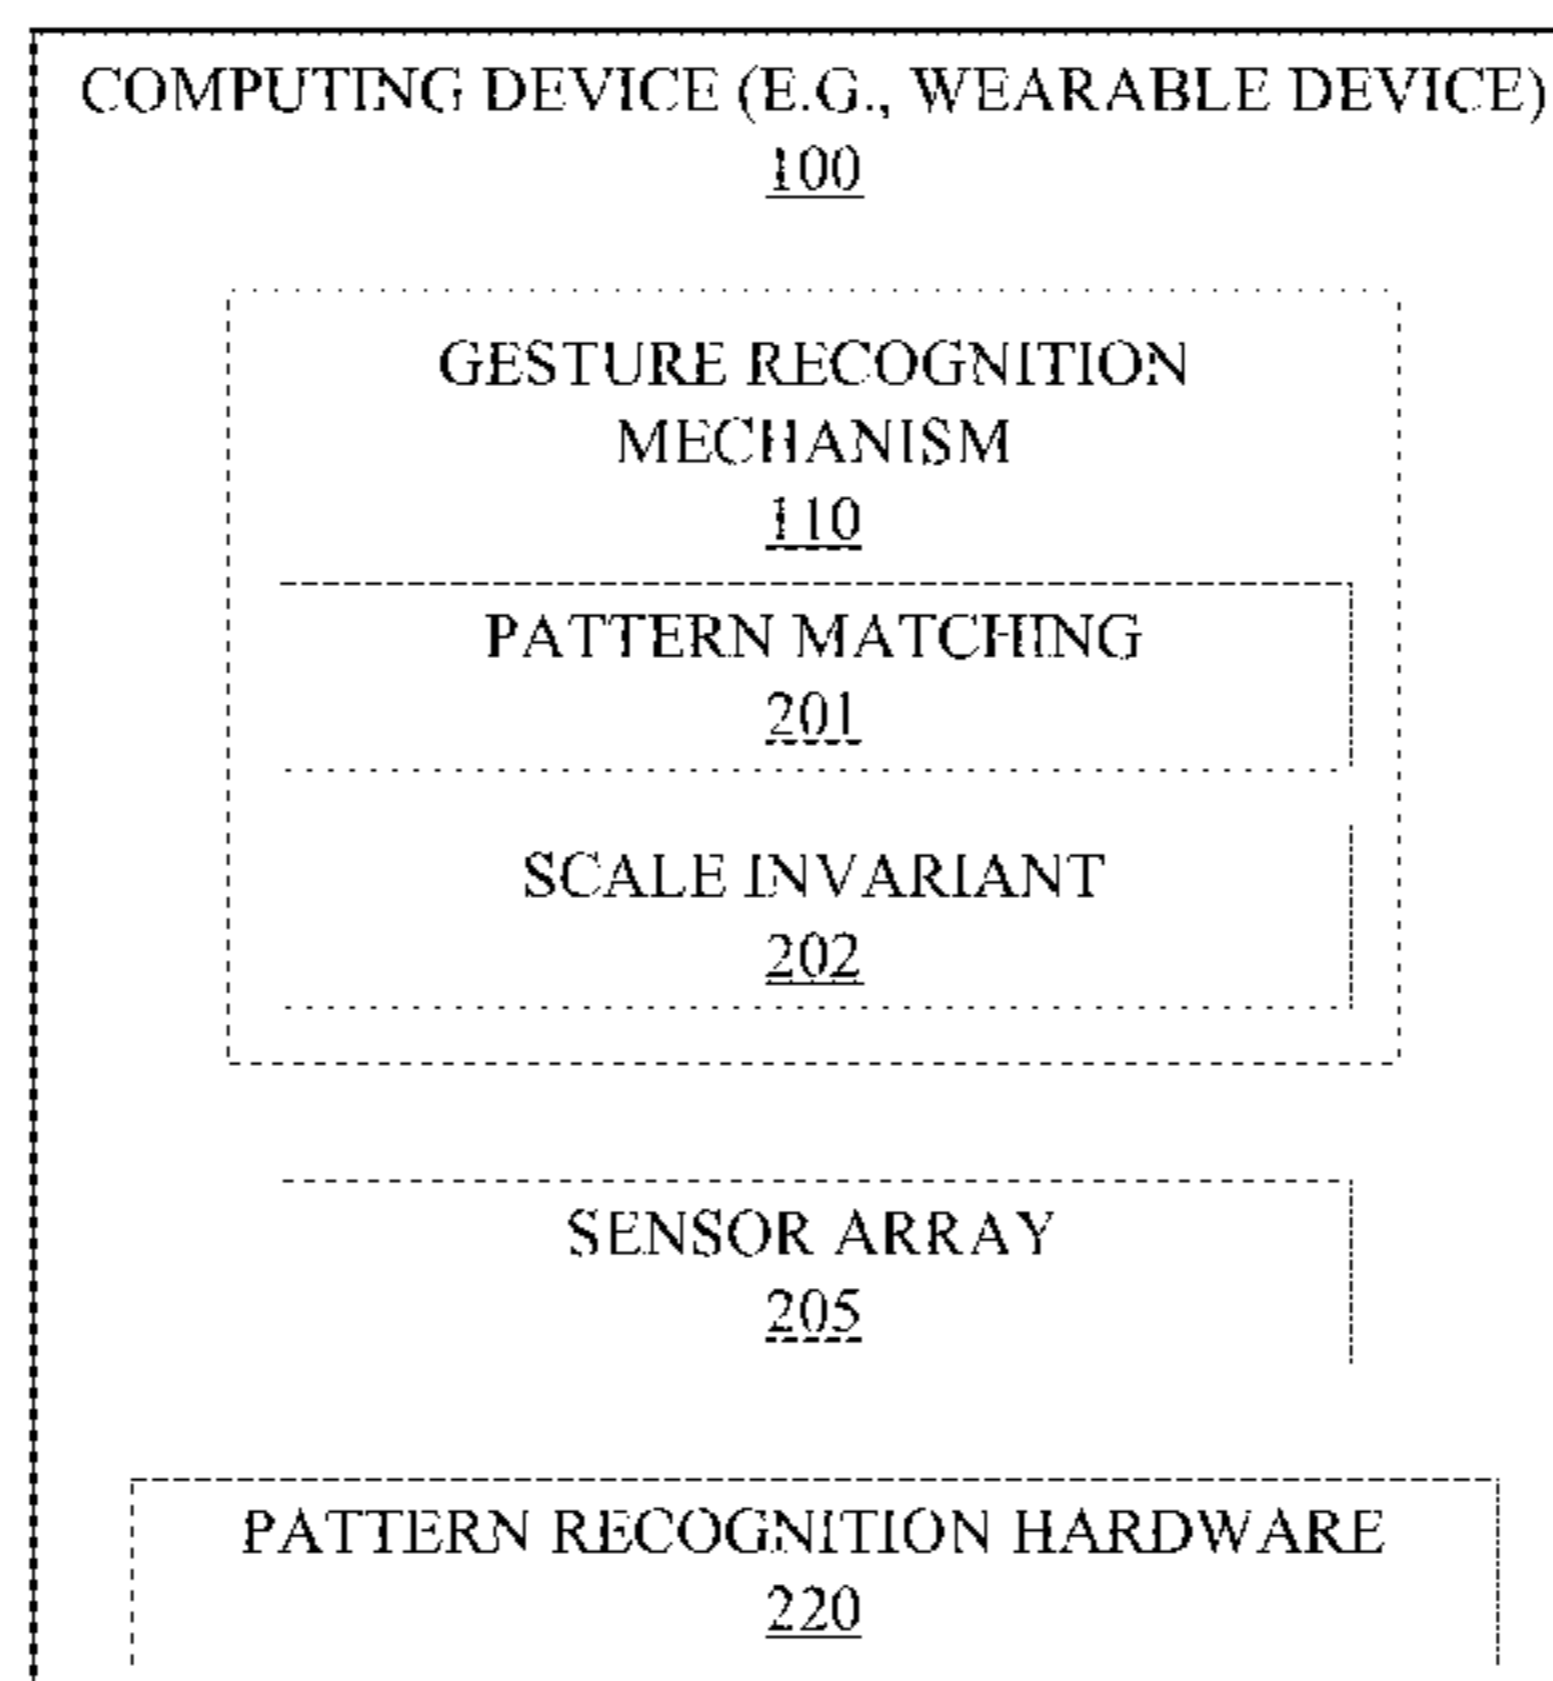 COMPUTING DEVICE (E.G., WEARABLE DEVICE)
100
GESTURE RECOGNITION
MECHANISM
110
PATTERN MATCHING
201
SCALE INVARIANT
202
SENSOR ARRAY
205
PATTERN RECOGNITION HARDWARE
220